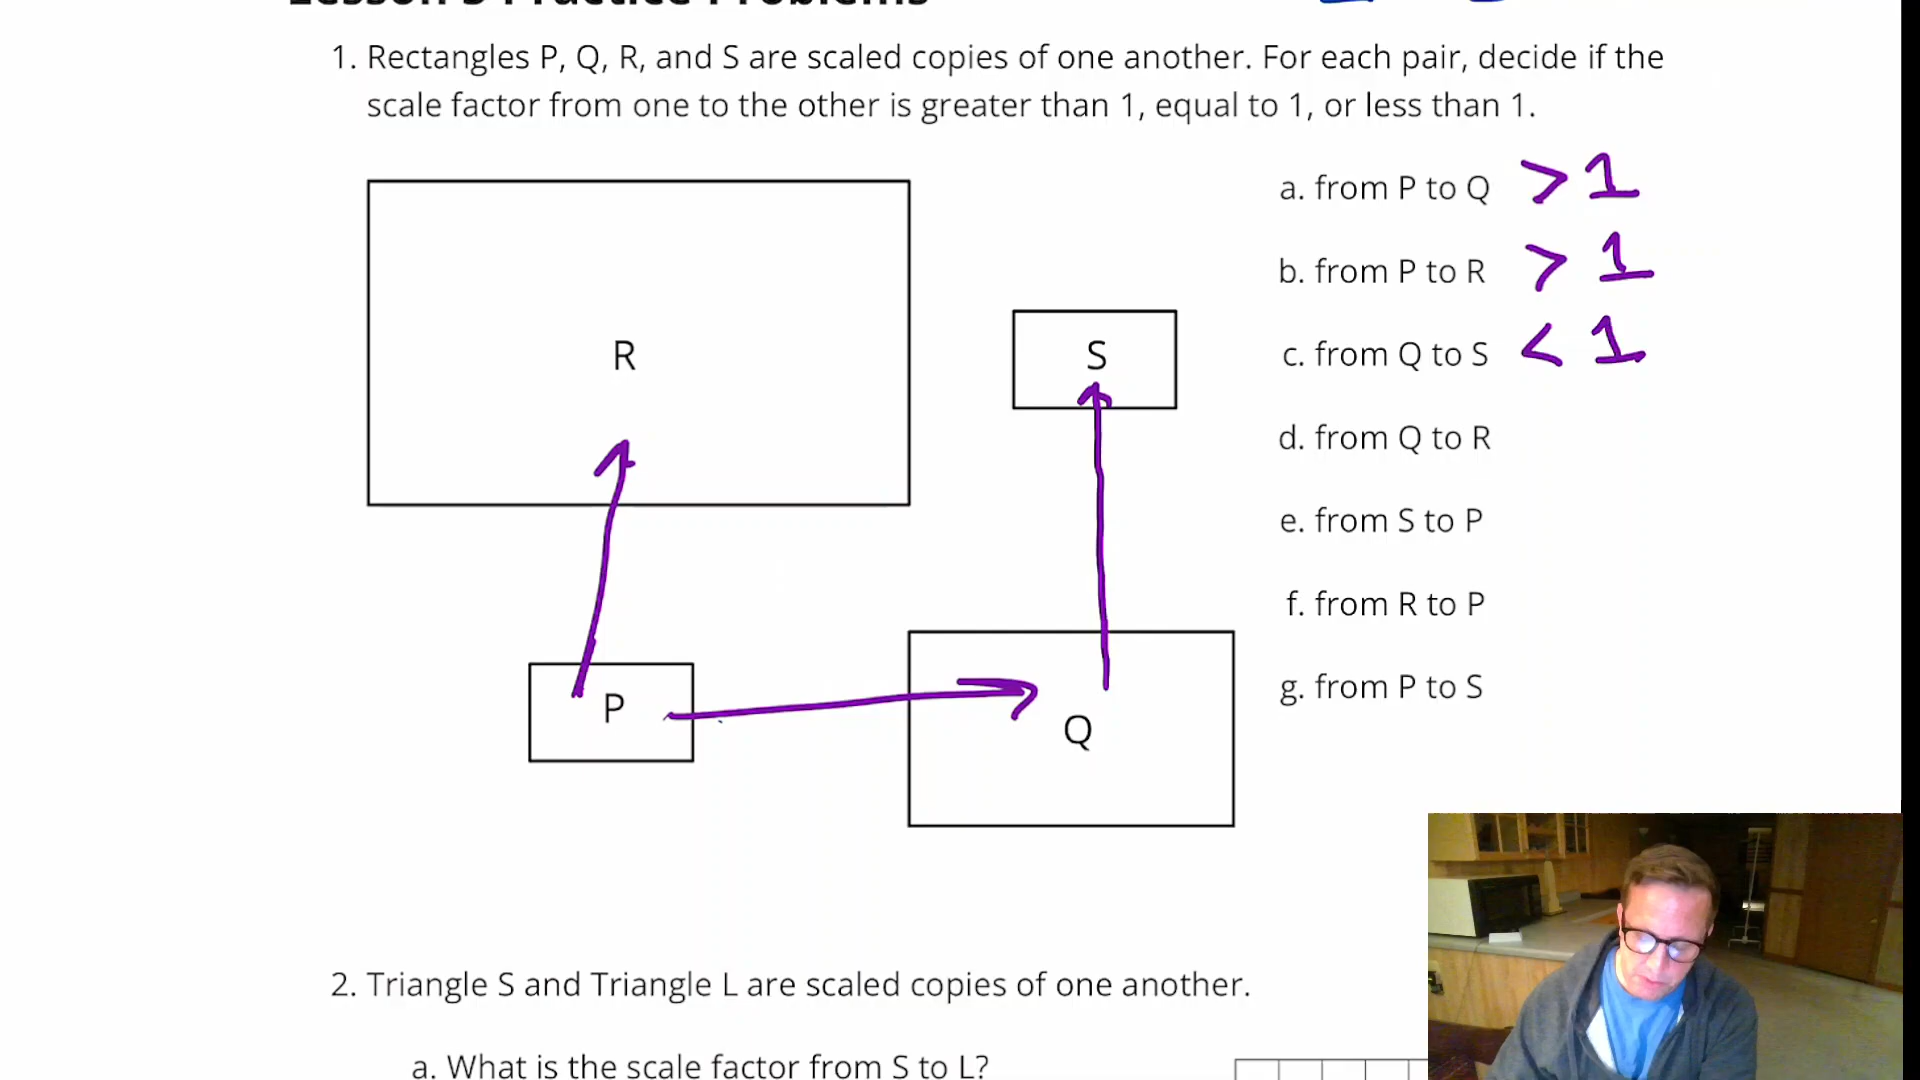 1. Rectangles P, Q, R, and S are scaled copies of one another. For each pair, decide if the
scale factor from one to the other is greater than 1, equal to 1, or less than 1.
R
S
P
Q
a. from P to Q > 1
b. from P to R > 1
c. from Q to S < 1
d. from Q to R
e. from S to P
f. from R to P
g. from P to S
2. Triangle S and Triangle L are scaled copies of one another.
a. What is the scale factor from S to L?